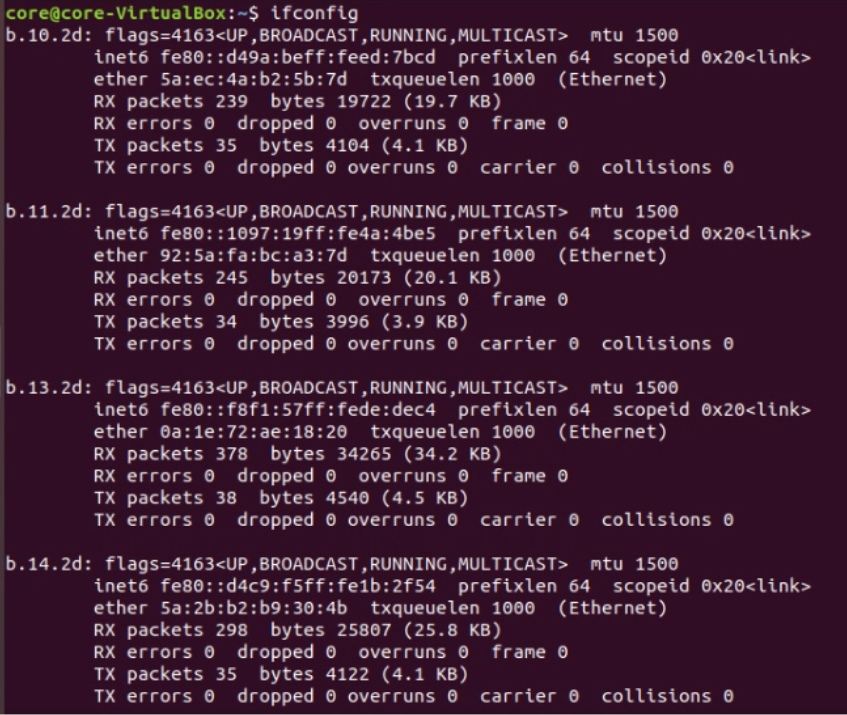 core@core-VirtualBox:~$ ifconfig
b.10.2d: flags=4163<UP,BROADCAST,RUNNING,MULTICAST>  mtu 1500
        inet6 fe80::d49a:beff:feed:7bcd  prefixlen 64  scopeid 0x20<link>
        ether 5a:ec:4a:b2:5b:7d  txqueuelen 1000  (Ethernet)
        RX packets 239  bytes 19722 (19.7 KB)
        RX errors 0  dropped 0  overruns 0  frame 0
        TX packets 35  bytes 4104 (4.1 KB)
        TX errors 0  dropped 0 overruns 0  carrier 0  collisions 0

b.11.2d: flags=4163<UP,BROADCAST,RUNNING,MULTICAST>  mtu 1500
        inet6 fe80::1097:19ff:fe4a:4be5  prefixlen 64  scopeid 0x20<link>
        ether 92:5a:fa:bc:a3:7d  txqueuelen 1000  (Ethernet)
        RX packets 245  bytes 20173 (20.1 KB)
        RX errors 0  dropped 0  overruns 0  frame 0
        TX packets 34  bytes 3996 (3.9 KB)
        TX errors 0  dropped 0 overruns 0  carrier 0  collisions 0

b.13.2d: flags=4163<UP,BROADCAST,RUNNING,MULTICAST>  mtu 1500
        inet6 fe80::f8f1:57ff:fede:dec4  prefixlen 64  scopeid 0x20<link>
        ether 0a:1e:72:ae:18:20  txqueuelen 1000  (Ethernet)
        RX packets 378  bytes 34265 (34.2 KB)
        RX errors 0  dropped 0  overruns 0  frame 0
        TX packets 38  bytes 4540 (4.5 KB)
        TX errors 0  dropped 0 overruns 0  carrier 0  collisions 0

b.14.2d: flags=4163<UP,BROADCAST,RUNNING,MULTICAST>  mtu 1500
        inet6 fe80::d4c9:f5ff:fe1b:2f54  prefixlen 64  scopeid 0x20<link>
        ether 5a:2b:b2:b9:30:4b  txqueuelen 1000  (Ethernet)
        RX packets 298  bytes 25807 (25.8 KB)
        RX errors 0  dropped 0  overruns 0  frame 0
        TX packets 35  bytes 4122 (4.1 KB)
        TX errors 0  dropped 0 overruns 0  carrier 0  collisions 0